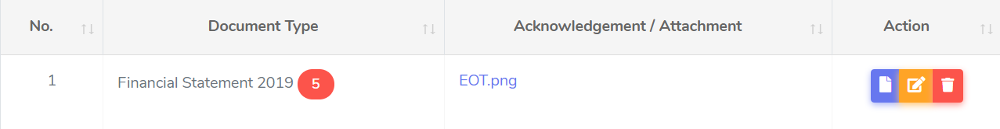 No. Document Type Acknowledgement / Attachment Action
1 Financial Statement 2019 5 EOT.png